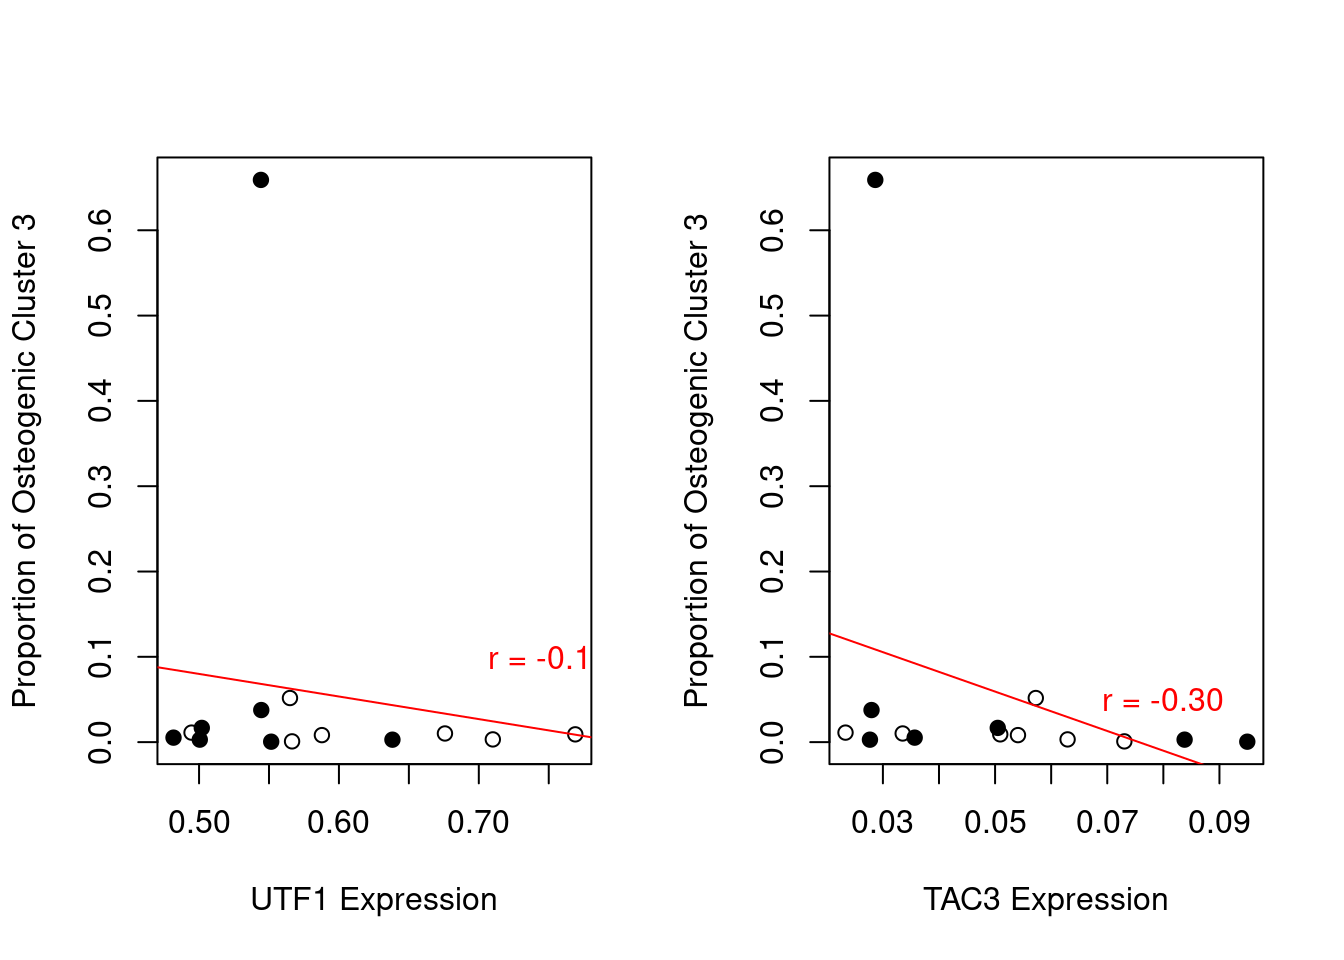 Proportion of Osteogenic Cluster 3
0.6
0.5
0.4
0.3
0.2
0.1
0.0
r = -0.1
0.50 0.60 0.70
UTF1 Expression
Proportion of Osteogenic Cluster 3
0.6
0.5
0.4
0.3
0.2
0.1
0.0
r = -0.30
0.03 0.05 0.07 0.09
TAC3 Expression